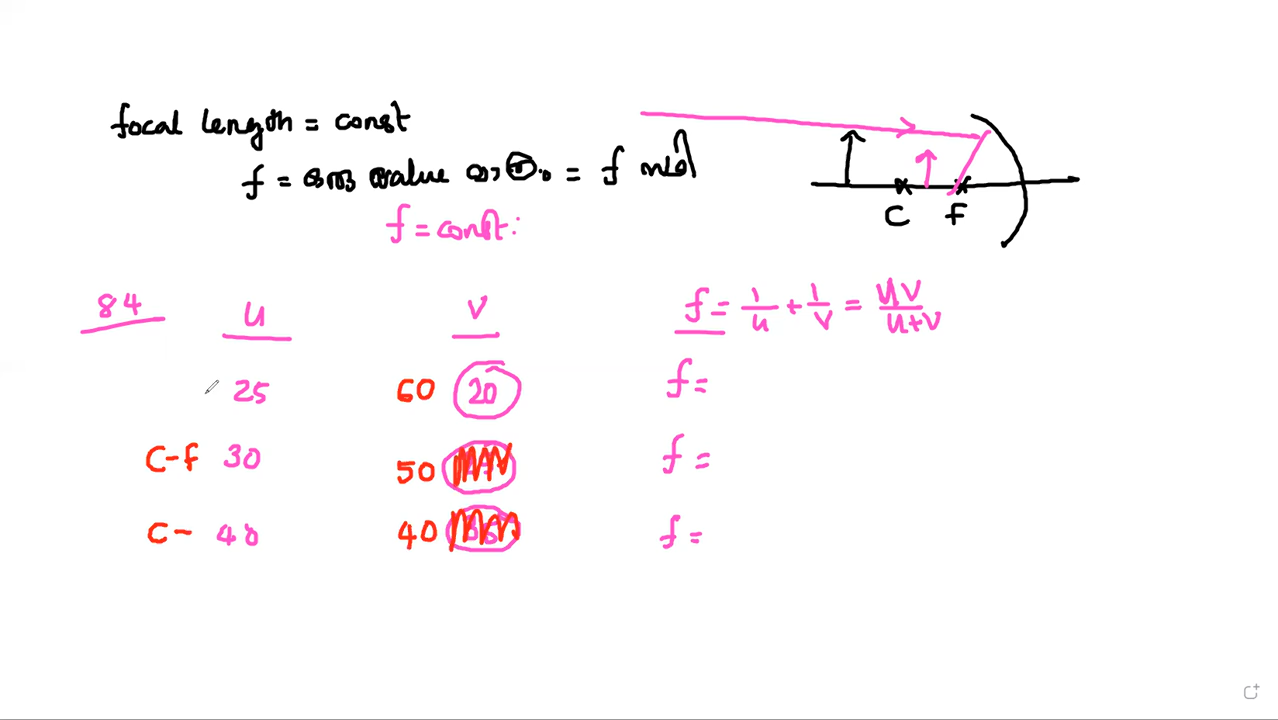 focal length = const
f = value = f
f = const:
C F
84 u v f = 1/u + 1/v = uv/u+v
25 60 20 f =
C-f 30 50 f =
C- 40 40 f =